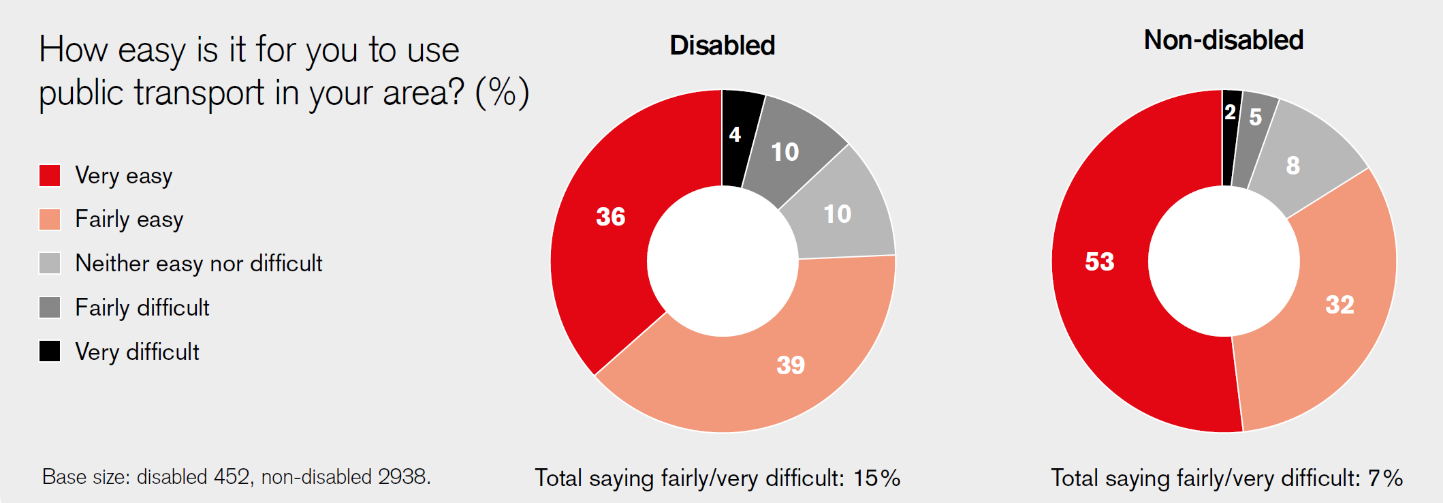 How easy is it for you to use
public transport in your area? (%)
Very easy
Fairly easy
Neither easy nor difficult
Fairly difficult
Very difficult
Base size: disabled 452, non-disabled 2938.
Disabled
4
10
10
36
39
Total saying fairly/very difficult: 15%
Non-disabled
2
5
8
53
32
Total saying fairly/very difficult: 7%